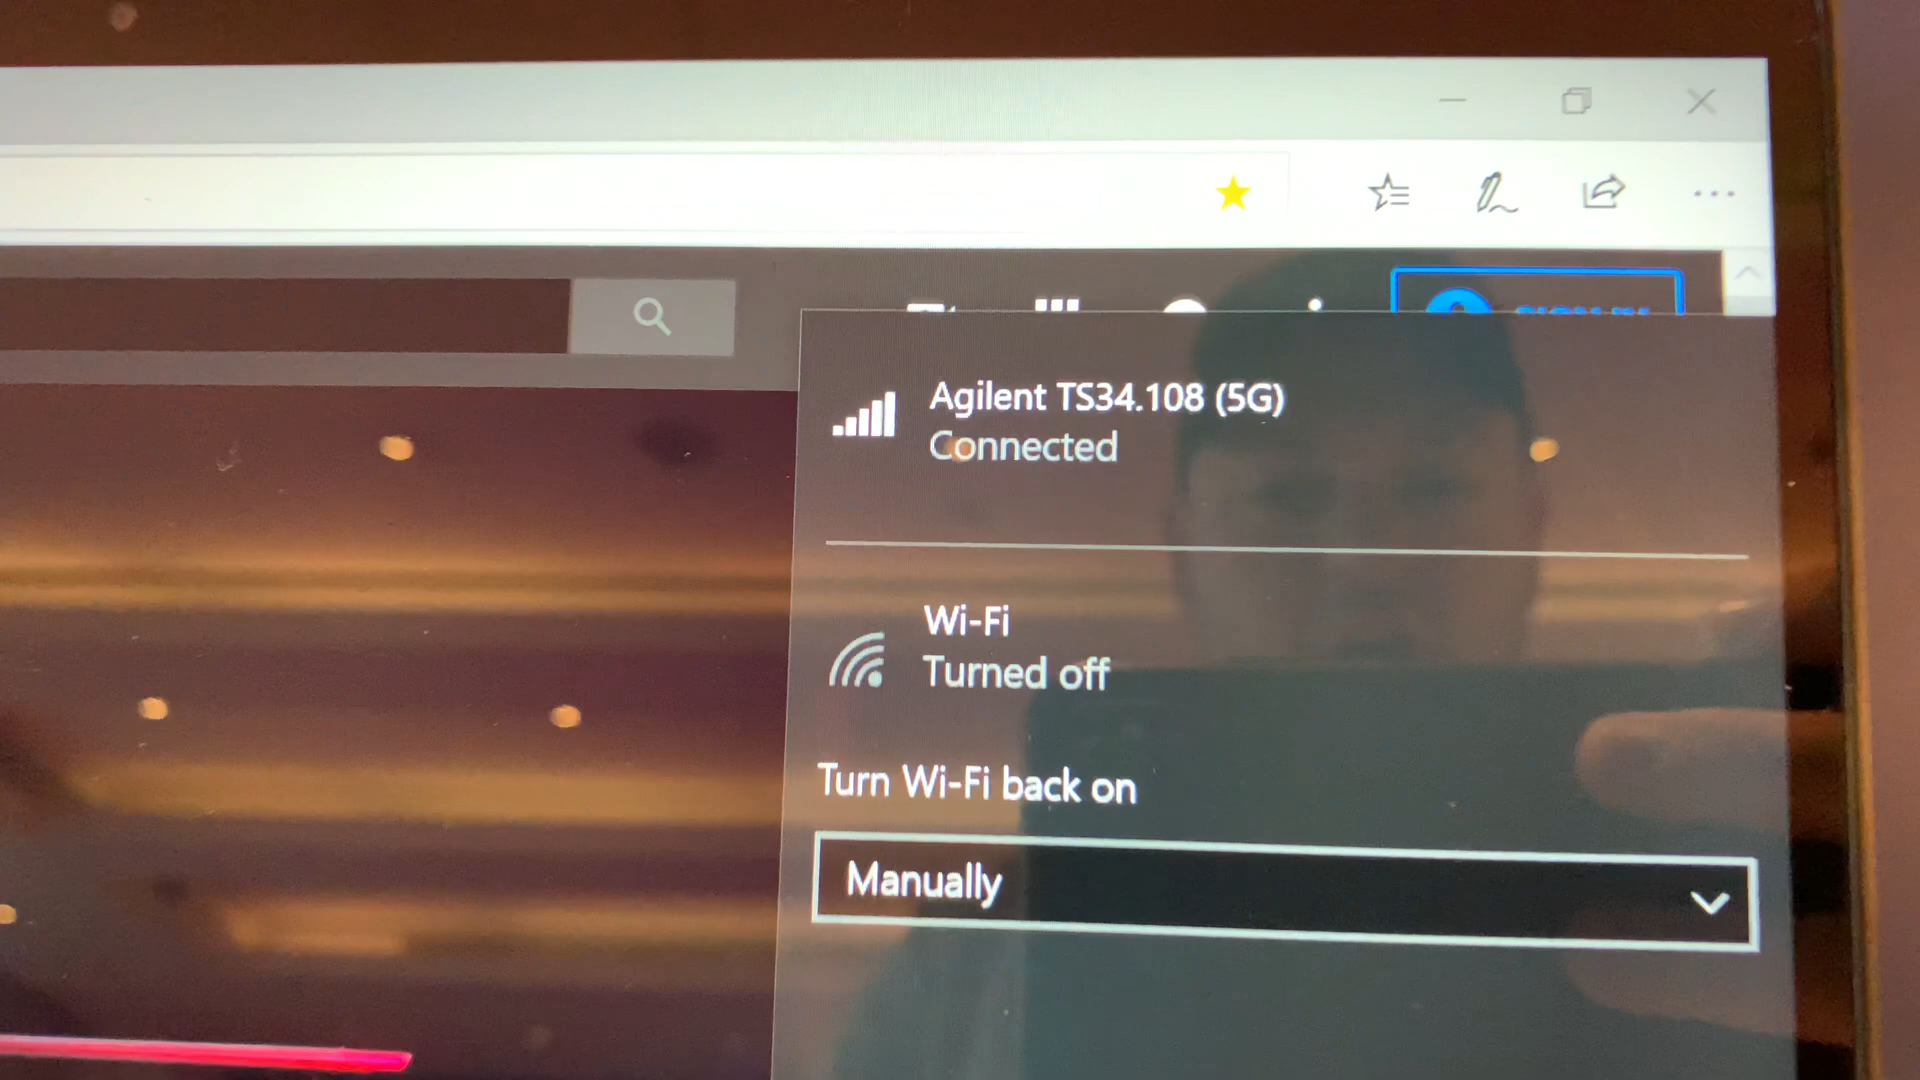 Agilent TS34.108 (5G)
Connected
Wi-Fi
Turned off
Turn Wi-Fi back on
Manually